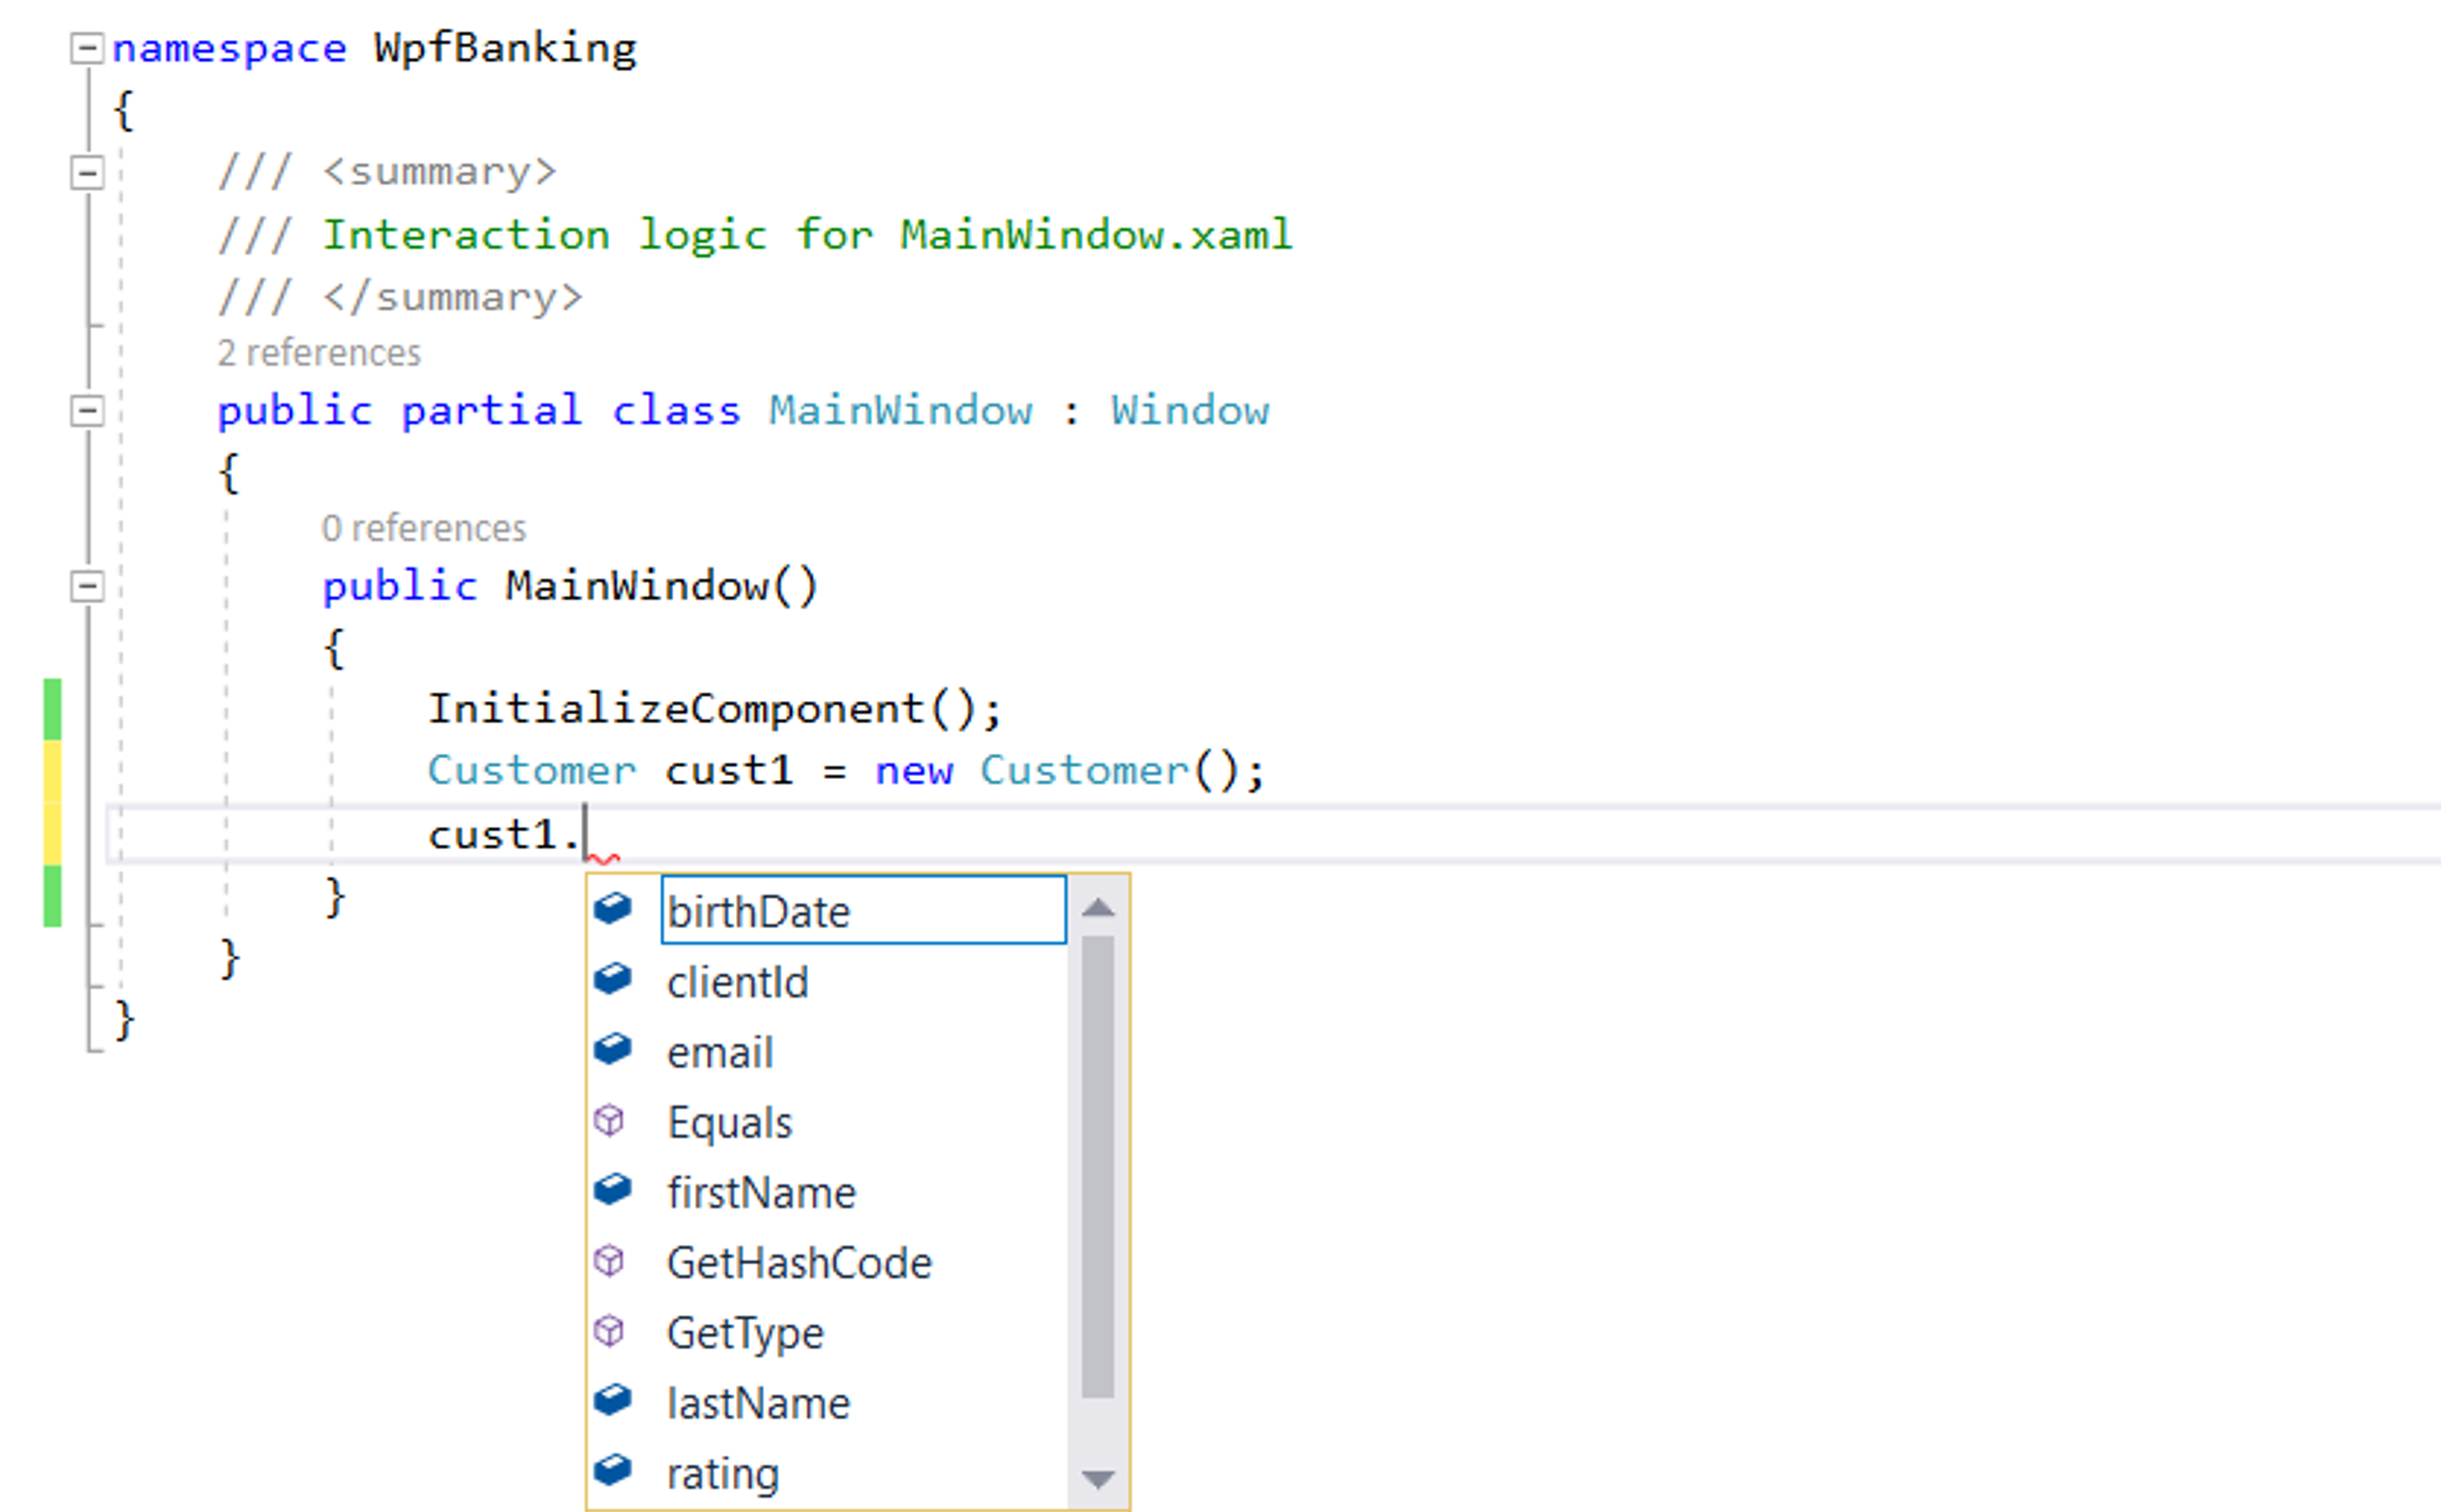 namespace WpfBanking
{
/// <summary>
/// Interaction logic for MainWindow.xaml
/// </summary>
2 references
public partial class MainWindow : Window
{
0 references
public MainWindow()
{
InitializeComponent();
Customer cust1 = new Customer();
cust1.
}
}
}
birthDate
clientId
email
Equals
firstName
GetHashCode
GetType
lastName
rating